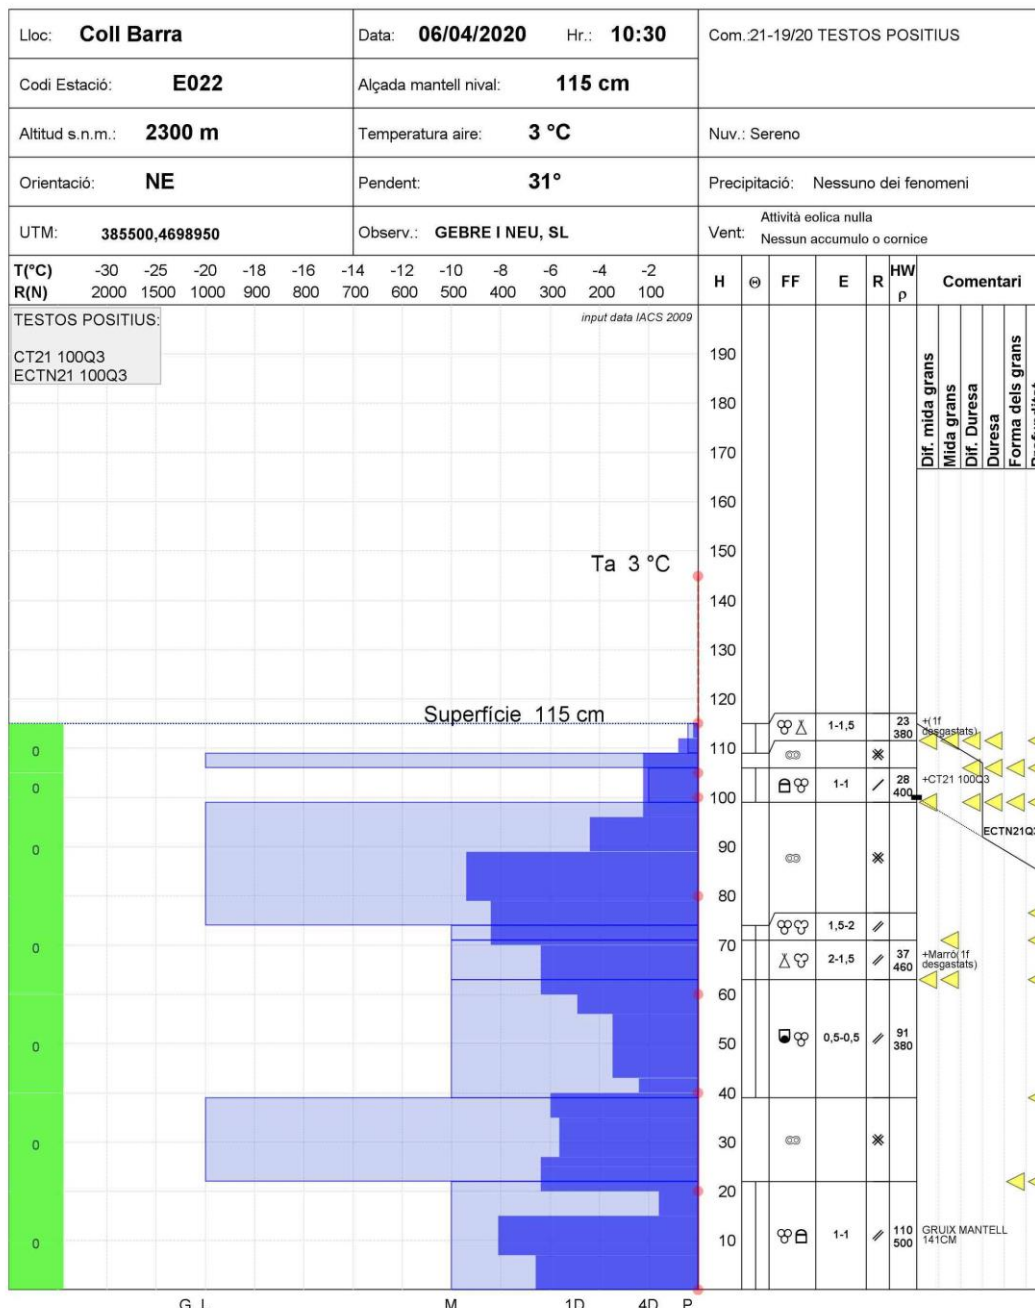 Lloc: Coll Barra
Data: 06/04/2020 Hr.: 10:30
Com.:21-19/20 TESTOS POSITIUS
Codi Estació: E022
Alçada mantell nival: 115 cm
Altitud s.n.m.: 2300 m
Temperatura aire: 3 °C
Nuv.: Sereno
Orientació: NE
Pendent: 31°
Precipitació: Nessuno dei fenomeni
UTM: 385500,4698950
Observ.: GEBRE I NEU, SL
Vent: Attività eolica nulla
Nessun accumulo o cornice
T(°C) -30 -25 -20 -18 -16 -14 -12 -10 -8 -6 -4 -2
R(N) 2000 1500 1000 900 800 700 600 500 400 300 200 100
H Θ FF E R HW ρ Comentari
TESTOS POSITIUS:
CT21 100Q3
ECTN21 100Q3
input data IACS 2009
Dif. mida grans
Mida grans
Dif. Duresa
Duresa
Forma dels grans
190
180
170
160
150
140
130
120
110
100
90
80
70
60
50
40
30
20
10
Ta 3 °C
Superfície 115 cm
0
0
0
0
0
0
0
1-1,5 23 380 +(1f desgastats)
1-1 28 400 +CT21 100Q3
ECTN21Q3
1,5-2
2-1,5 37 460 +Marró(1f desgastats)
0,5-0,5 91 380
1-1 110 500 GRUIX MANTELL 141CM
G L M 1D 4D P